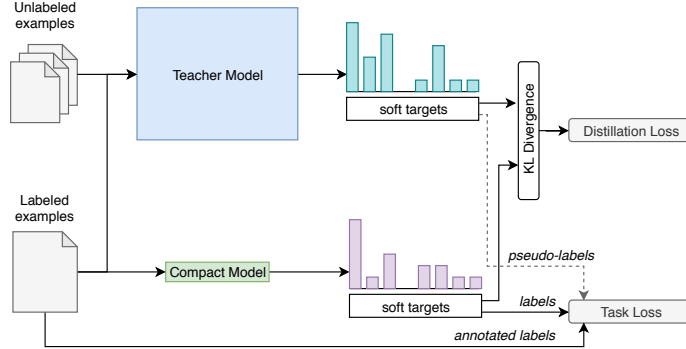 Unlabeled
examples
Teacher Model
soft targets
KL Divergence
Distillation Loss
Labeled
examples
Compact Model
soft targets
pseudo-labels
labels
Task Loss
annotated labels